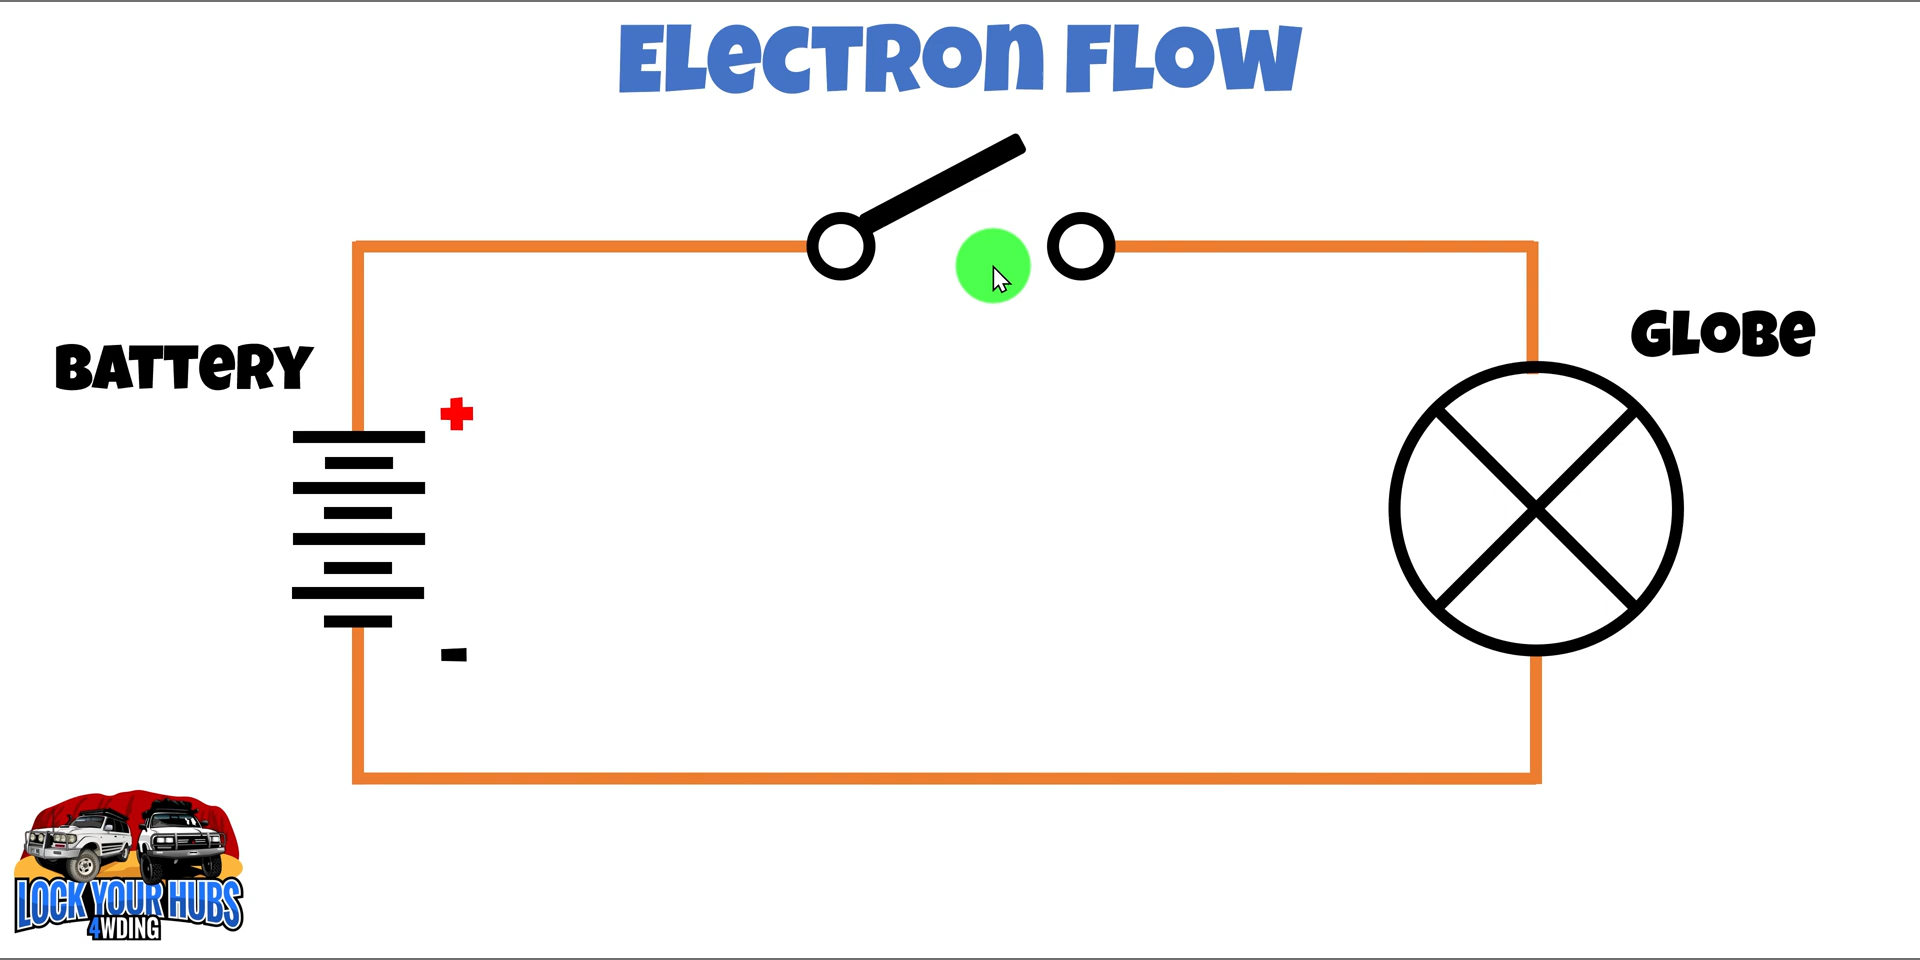 ELECTRON FLOW
BATTERY
GLOBE
+
-
LOCK YOUR HUBS
4WDING